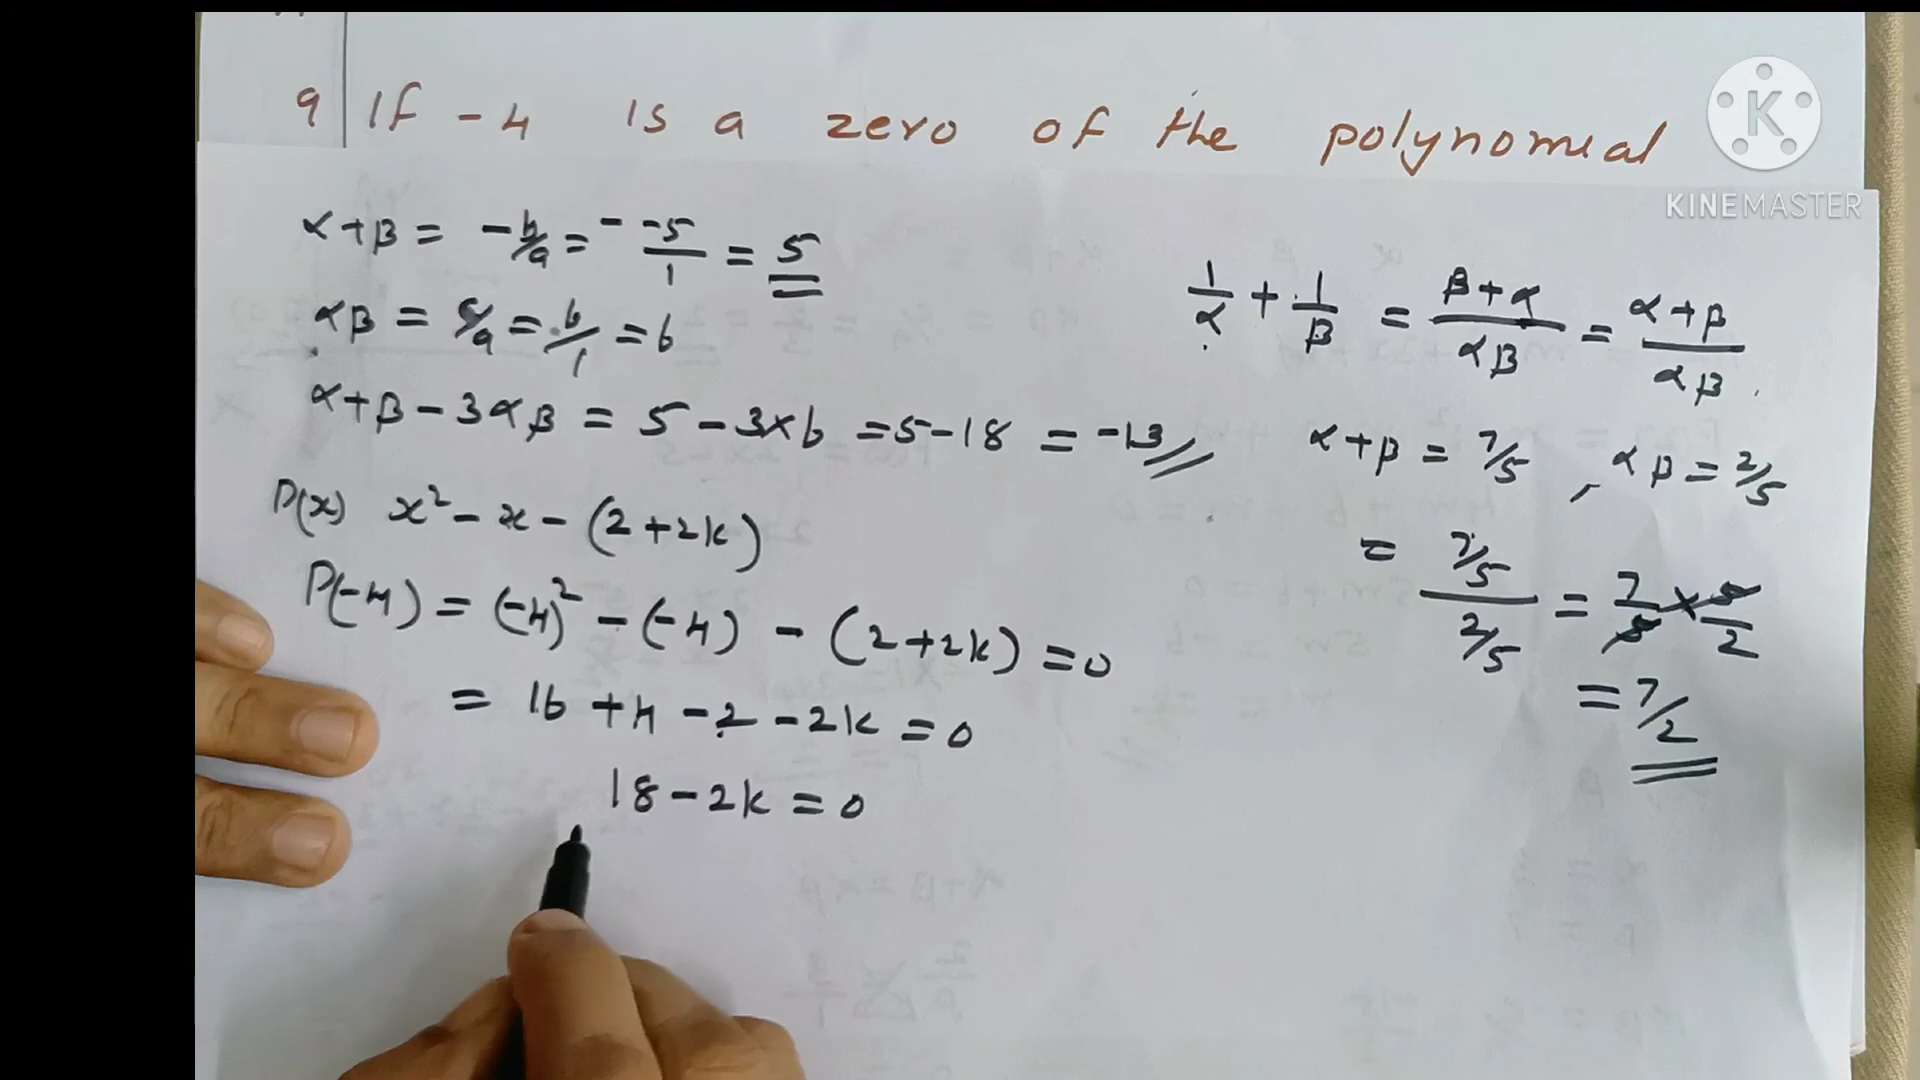 9 If -4 is a zero of the polynomial
KINEMASTER
α+β = -b/a = - -5/1 = 5
αβ = c/a = 6/1 = 6
α+β - 3αβ = 5 - 3×6 = 5-18 = -13
P(x) x² - x - (2+2k)
P(-4) = (-4)² - (-4) - (2+2k) = 0
= 16 +4 -2 -2k = 0
18 - 2k = 0
1/α + 1/β = β+α/αβ = α+β/αβ
α+β = 7/5 , αβ = 2/5
= 7/5 / 2/5 = 7/5 × 5/2
= 7/2